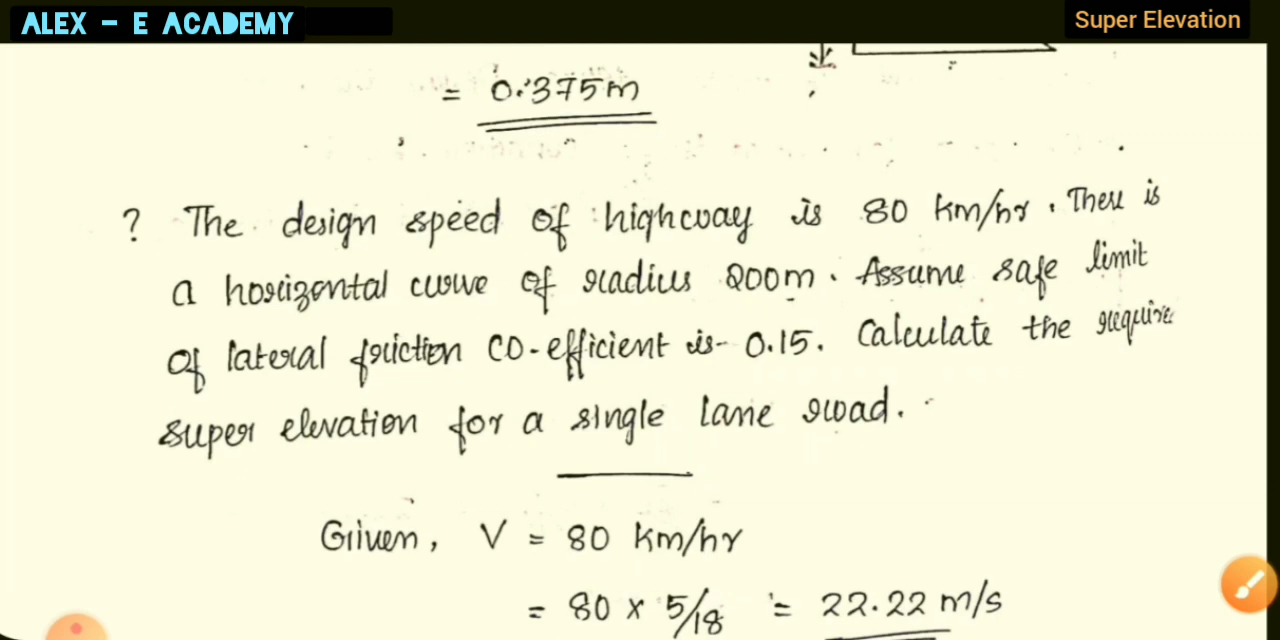 ALEX - E ACADEMY
Super Elevation
= 0.375m
? The design speed of highway is 80 km/hr. There is
a horizontal curve of radius 200m. Assume safe limit
of lateral friction co-efficient is 0.15. Calculate the require
super elevation for a single lane road.
Given, V = 80 km/hr
= 80 x 5/18 = 22.22 m/s